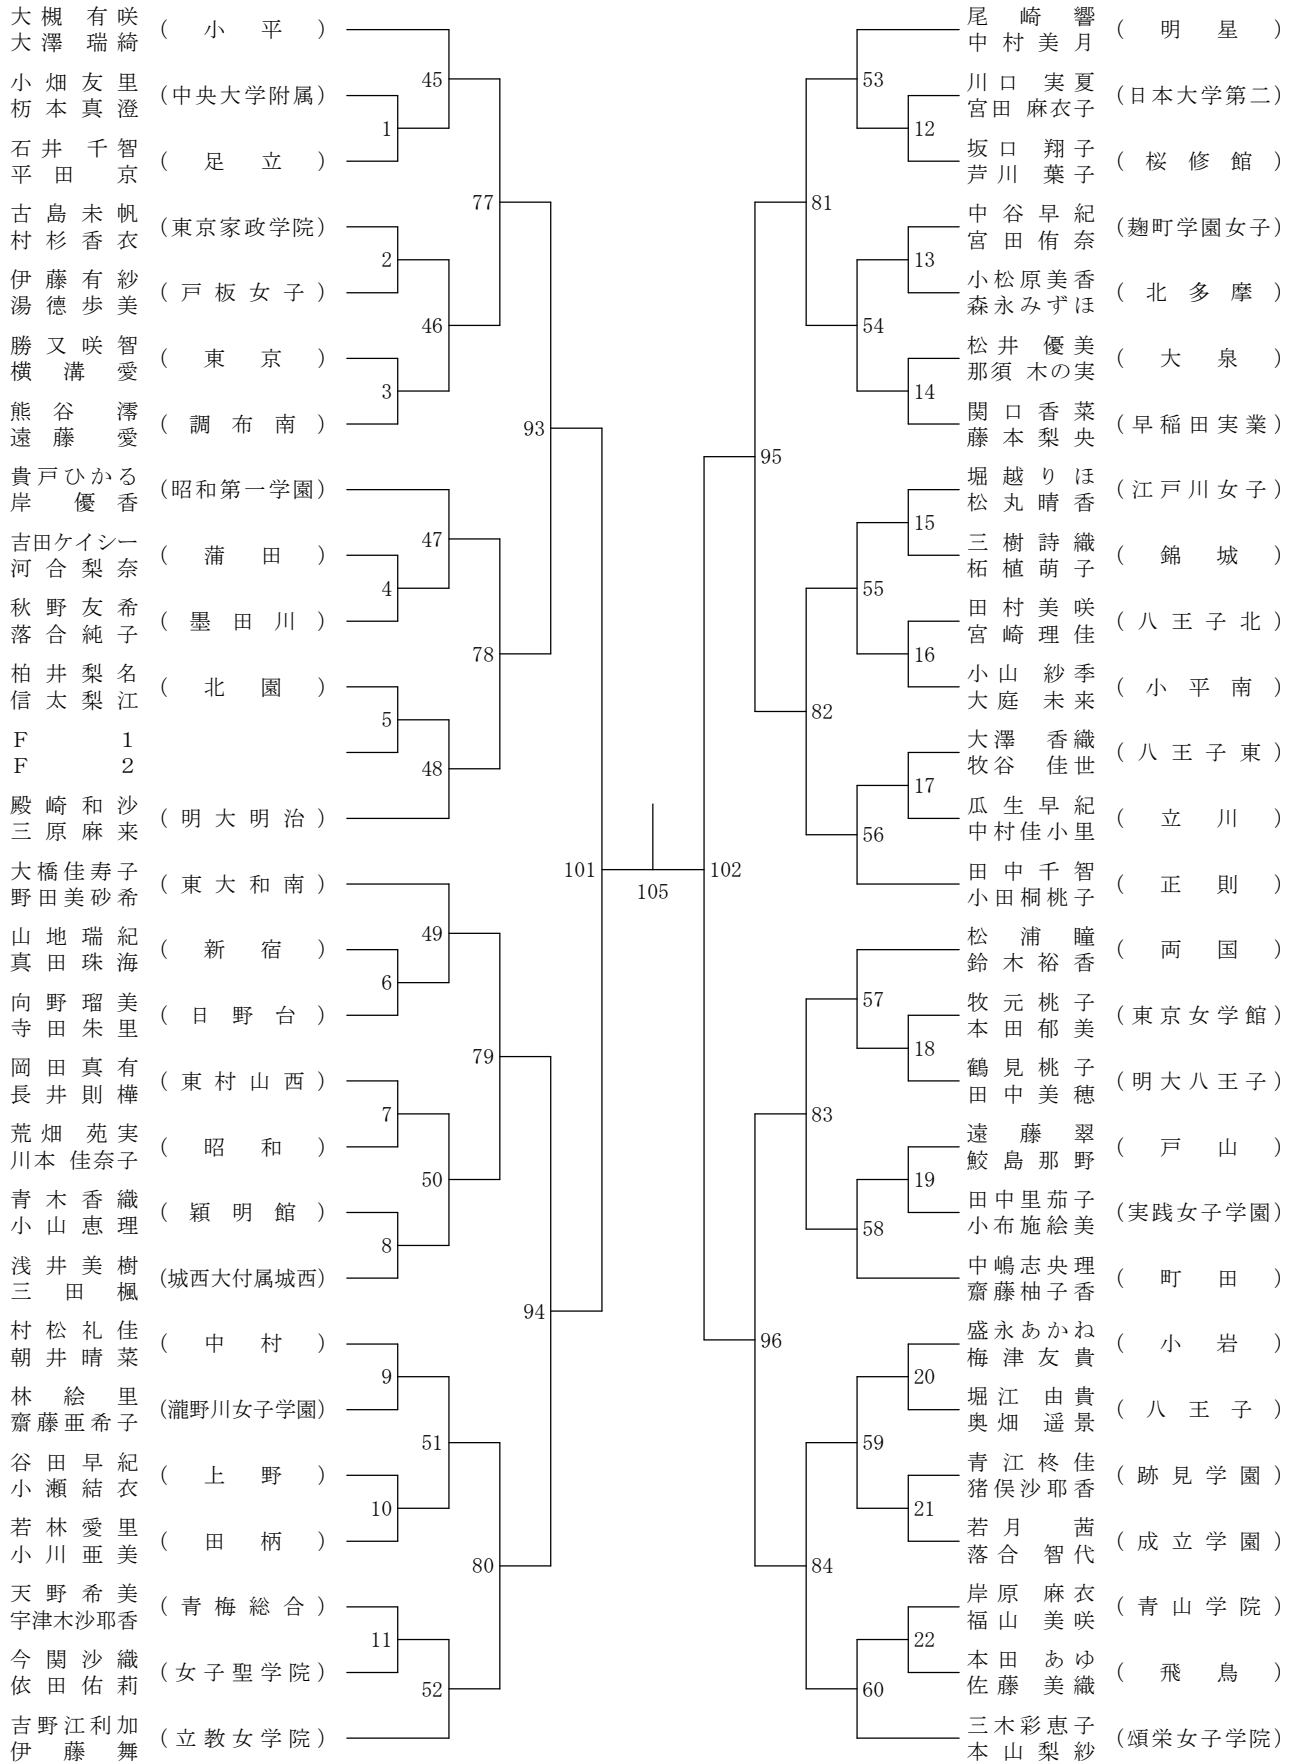 大槻 有咲
大澤 瑞綺
( 小 平 )
小畑友里
栃本真澄
(中央大学附属)
石井 千智
平田 京
( 足 立 )
古島未帆
村杉香衣
(東京家政学院)
伊藤有紗
湯德歩美
( 戸板女子 )
勝又咲智
横溝愛
( 東 京 )
熊谷 澪
遠藤 愛
( 調布南 )
貴戸ひかる
岸 優香
(昭和第一学園)
吉田ケイシー
河合梨奈
( 蒲 田 )
秋野友希
落合純子
( 墨田川 )
柏井梨名
信太梨江
( 北 園 )
F 1
F 2
殿崎和沙
三原麻来
( 明大明治 )
大橋佳寿子
野田美砂希
( 東大和南 )
山地瑞紀
真田珠海
( 新 宿 )
向野瑠美
寺田朱里
( 日野台 )
岡田真有
長井則樺
( 東村山西 )
荒畑 苑実
川本 佳奈子
( 昭 和 )
青木香織
小山恵理
( 穎明館 )
浅井美樹
三田楓
(城西大付属城西)
村松礼佳
朝井晴菜
( 中 村 )
林絵里
齋藤亜希子
(瀧野川女子学園)
谷田早紀
小瀬結衣
( 上 野 )
若林愛里
小川亜美
( 田 柄 )
天野希美
宇津木沙耶香
( 青梅総合 )
今関沙織
依田佑莉
( 女子聖学院 )
吉野江利加
伊藤舞
( 立教女学院 )
45
1
77
2
46
3
93
47
4
78
5
48
101
49
6
79
7
50
8
94
9
51
10
80
11
52
105
102
53
12
81
13
54
14
95
15
55
16
82
17
56
57
18
83
19
58
96
20
59
21
84
22
60
尾崎響
中村美月
( 明 星 )
川口 実夏
宮田 麻衣子
(日本大学第二)
坂口 翔子
芦川 葉子
( 桜修館 )
中谷早紀
宮田侑奈
(麹町学園女子)
小松原美香
森永みずほ
( 北多摩 )
松井 優美
那須 木の実
( 大 泉 )
関口香菜
藤本梨央
( 早稲田実業 )
堀越りほ
松丸晴香
( 江戸川女子 )
三樹詩織
柘植萌子
( 錦 城 )
田村美咲
宮崎理佳
( 八王子北 )
小山 紗季
大庭 未来
( 小平南 )
大澤 香織
牧谷 佳世
( 八王子東 )
瓜生早紀
中村佳小里
( 立 川 )
田中千智
小田桐桃子
( 正 則 )
松浦瞳
鈴木裕香
( 両 国 )
牧元桃子
本田郁美
( 東京女学館 )
鶴見桃子
田中美穂
( 明大八王子 )
遠藤翠
鮫島那野
( 戸 山 )
田中里茄子
小布施絵美
(実践女子学園)
中嶋志央理
齋藤柚子香
( 町 田 )
盛永あかね
梅津友貴
( 小 岩 )
堀江 由貴
奥畑 遥景
( 八王子 )
青江柊佳
猪俣沙耶香
( 跡見学園 )
若月 茜
落合 智代
( 成立学園 )
岸原 麻衣
福山 美咲
( 青山学院 )
本田 あゆ
佐藤 美織
( 飛 鳥 )
三木彩恵子
本山梨紗
(頌栄女子学院)